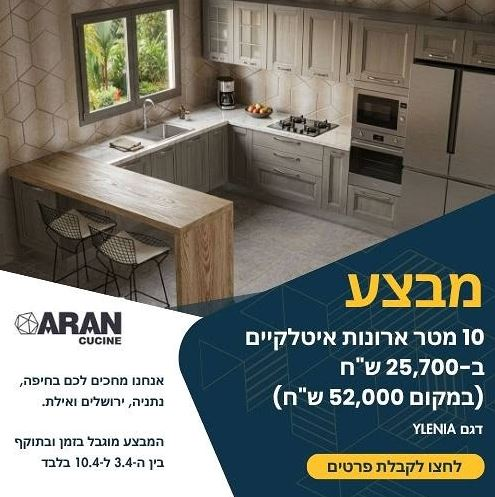 מבצע
10 מטר ארונות איטלקיים
ב-25,700 ש"ח
(במקום 52,000 ש"ח)
דגם YLENIA
לחצו לקבלת פרטים
ARAN
CUCINE
אנחנו מחכים לכם בחיפה,
נתניה, ירושלים ואילת.
המבצע מוגבל בזמן ובתוקף
בין ה-3.4 ל-10.4 בלבד